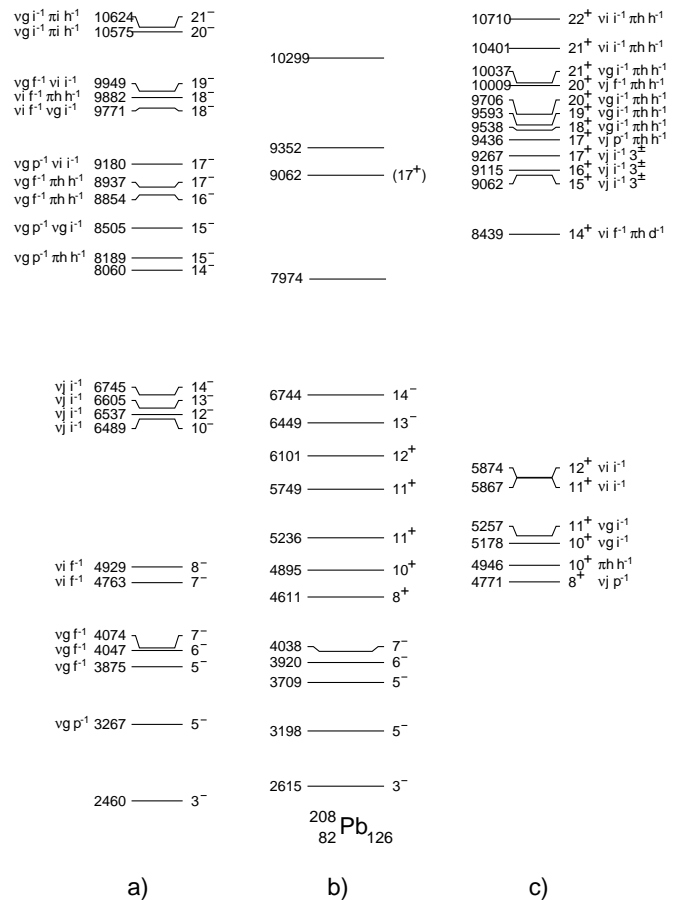 νg i⁻¹ πi h⁻¹ 10624 21⁻
νg i⁻¹ πi h⁻¹ 10575 20⁻
νg f⁻¹ νi i⁻¹ 9949 19⁻
νi f⁻¹ πh h⁻¹ 9882 18⁻
νi f⁻¹ νg i⁻¹ 9771 18⁻
νg p⁻¹ νi i⁻¹ 9180 17⁻
νg f⁻¹ πh h⁻¹ 8937 17⁻
νg f⁻¹ πh h⁻¹ 8854 16⁻
νg p⁻¹ νg i⁻¹ 8505 15⁻
νg p⁻¹ πh h⁻¹ 8189 15⁻
8060 14⁻
νj i⁻¹ 6745 14⁻
νj i⁻¹ 6605 13⁻
νj i⁻¹ 6537 12⁻
νj i⁻¹ 6489 10⁻
νi f⁻¹ 4929 8⁻
νi f⁻¹ 4763 7⁻
νg f⁻¹ 4074 7⁻
νg f⁻¹ 4047 6⁻
νg f⁻¹ 3875 5⁻
νg p⁻¹ 3267 5⁻
2460 3⁻
a)
10299
9352
9062 (17⁺)
7974
6744 14⁻
6449 13⁻
6101 12⁺
5749 11⁺
5236 11⁺
4895 10⁺
4611 8⁺
4038 7⁻
3920 6⁻
3709 5⁻
3198 5⁻
2615 3⁻
²⁰⁸₈₂Pb₁₂₆
b)
10710 22⁺ νi i⁻¹ πh h⁻¹
10401 21⁺ νi i⁻¹ πh h⁻¹
10037 21⁺ νg i⁻¹ πh h⁻¹
10009 20⁺ νj f⁻¹ πh h⁻¹
9706 20⁺ νg i⁻¹ πh h⁻¹
9593 19⁺ νg i⁻¹ πh h⁻¹
9538 18⁺ νg i⁻¹ πh h⁻¹
9436 17⁺ νj p⁻¹ πh h⁻¹
9267 17⁺ νj i⁻¹ 3±
9115 16⁺ νj i⁻¹ 3±
9062 15⁺ νj i⁻¹ 3±
8439 14⁺ νi f⁻¹ πh d⁻¹
5874 12⁺ νi i⁻¹
5867 11⁺ νi i⁻¹
5257 11⁺ νg i⁻¹
5178 10⁺ νg i⁻¹
4946 10⁺ πh h⁻¹
4771 8⁺ νj p⁻¹
c)